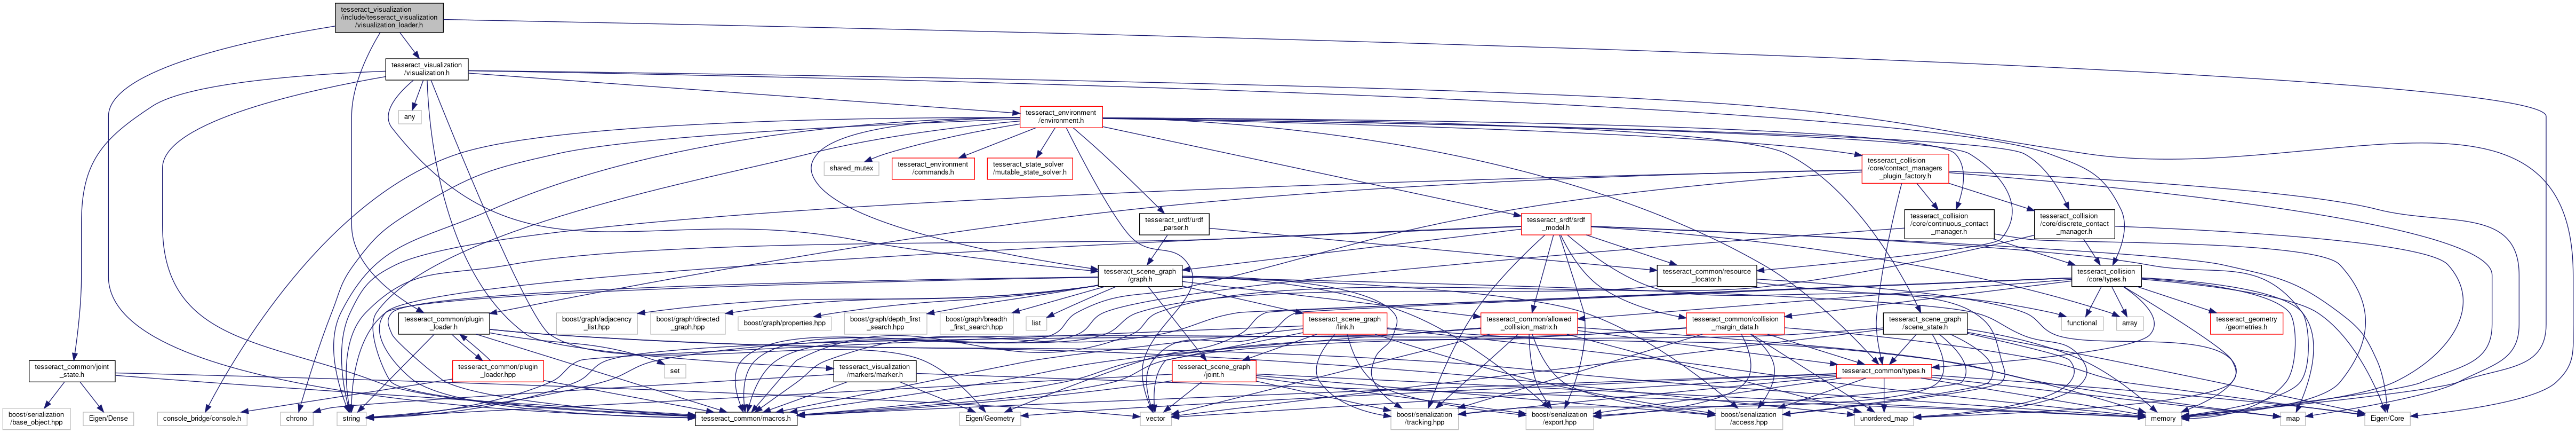 tesseract_visualization
/include/tesseract_visualization
/visualization_loader.h
tesseract_visualization
/visualization.h
any
tesseract_environment
/environment.h
shared_mutex
tesseract_environment
/commands.h
tesseract_state_solver
/mutable_state_solver.h
tesseract_collision
/core/contact_managers
_plugin_factory.h
tesseract_urdf/urdf
_parser.h
tesseract_srdf/srdf
_model.h
tesseract_collision
/core/continuous_contact
_manager.h
tesseract_collision
/core/discrete_contact
_manager.h
tesseract_scene_graph
/graph.h
tesseract_common/resource
_locator.h
tesseract_collision
/core/types.h
tesseract_common/plugin
_loader.h
boost/graph/adjacency
_list.hpp
boost/graph/directed
_graph.hpp
boost/graph/properties.hpp
boost/graph/depth_first
_search.hpp
boost/graph/breadth
_first_search.hpp
list
tesseract_scene_graph
/link.h
tesseract_common/allowed
_collision_matrix.h
tesseract_common/collision
_margin_data.h
tesseract_scene_graph
/scene_state.h
functional
array
tesseract_geometry
/geometries.h
tesseract_common/joint
_state.h
tesseract_common/plugin
_loader.hpp
set
tesseract_visualization
/markers/marker.h
tesseract_scene_graph
/joint.h
tesseract_common/types.h
boost/serialization
/base_object.hpp
Eigen/Dense
console_bridge/console.h
chrono
string
tesseract_common/macros.h
Eigen/Geometry
vector
boost/serialization
/tracking.hpp
boost/serialization
/export.hpp
boost/serialization
/access.hpp
unordered_map
memory
map
Eigen/Core